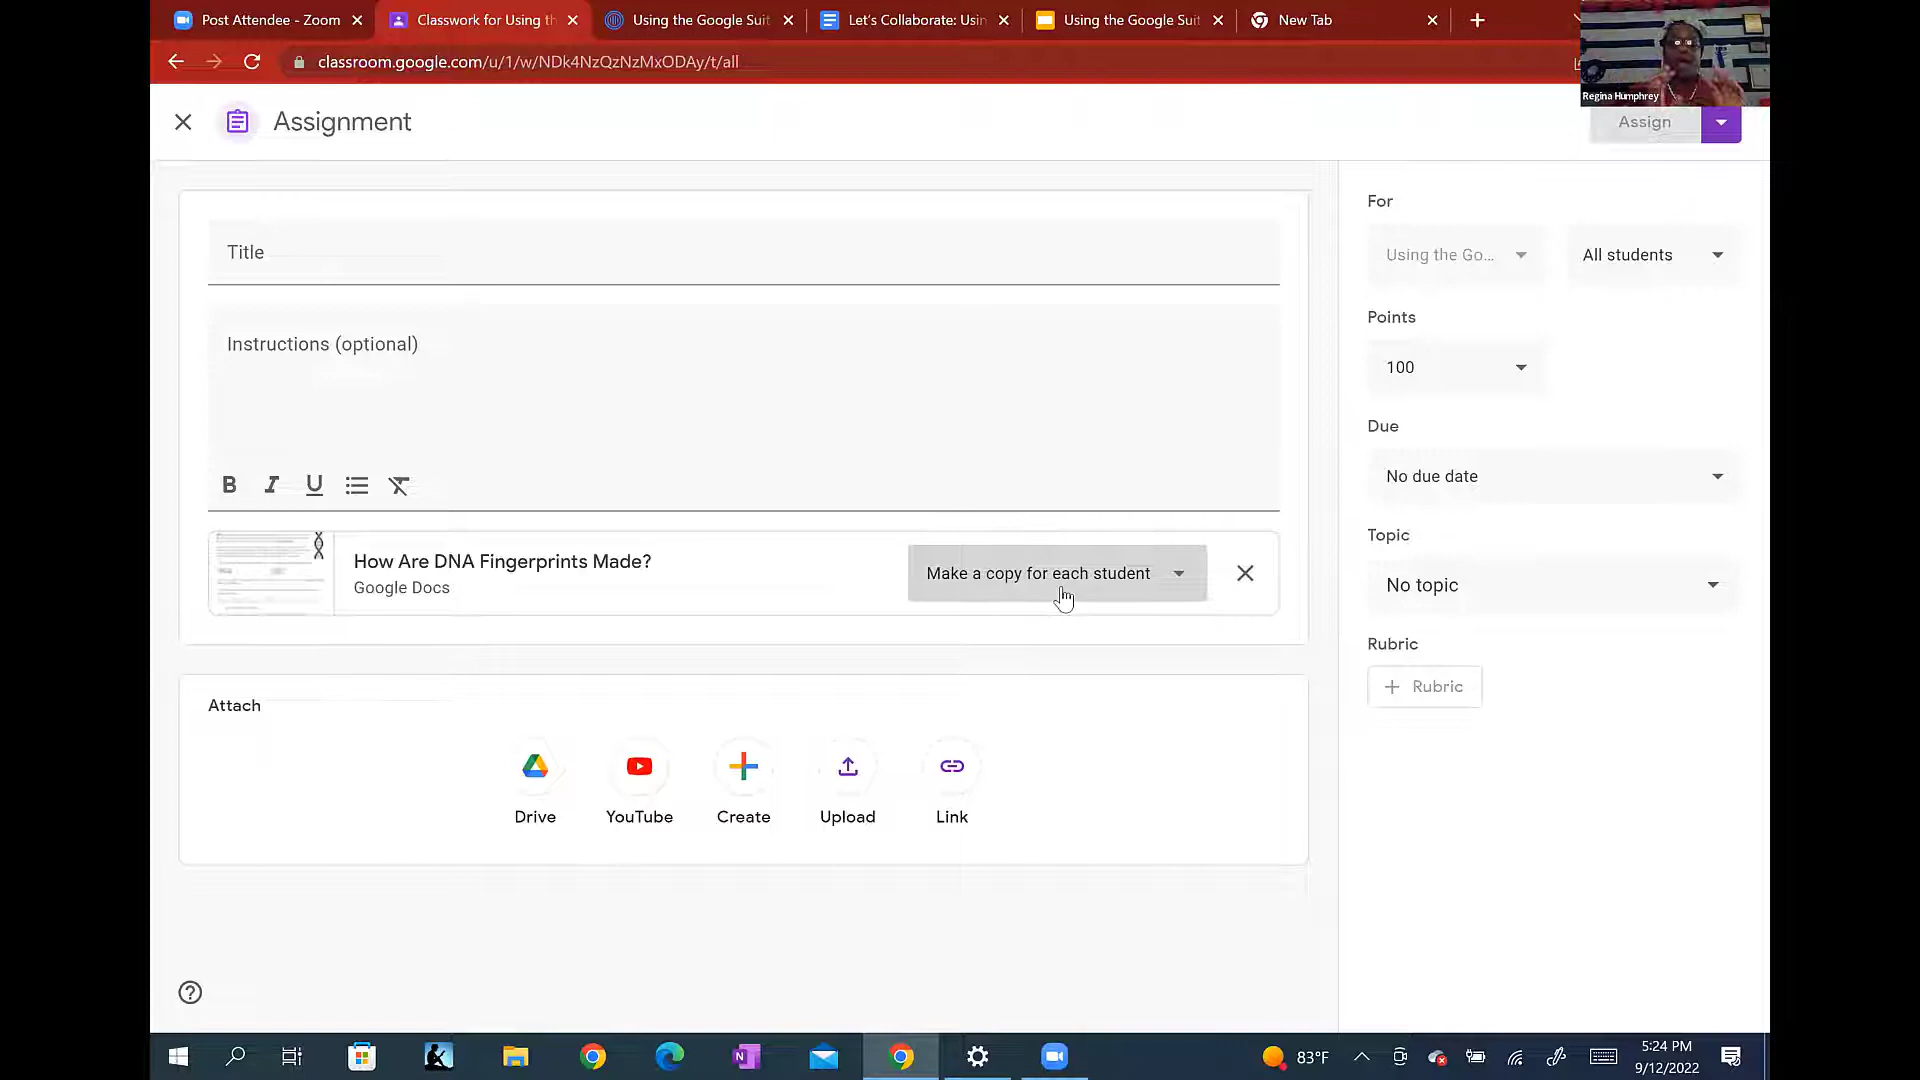 Post Attendee - Zoom
Classwork for Using th
Using the Google Suit
Let's Collaborate: Usin
Using the Google Suit
New Tab
classroom.google.com/u/1/w/NDk4NzQzNzMxODAy/t/all
Regina Humphrey
Assignment
Assign
Title
Instructions (optional)
B I U
How Are DNA Fingerprints Made?
Google Docs
Make a copy for each student
Attach
Drive
YouTube
Create
Upload
Link
For
Using the Go...
All students
Points
100
Due
No due date
Topic
No topic
Rubric
Rubric
83°F
5:24 PM
9/12/2022